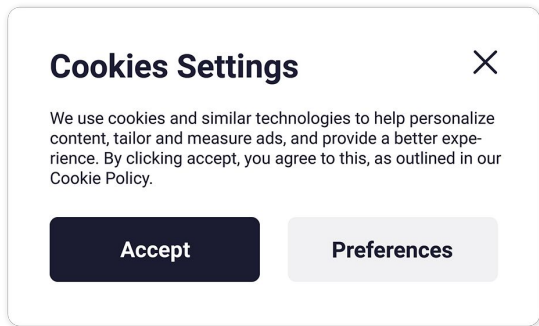 Cookies Settings
We use cookies and similar technologies to help personalize
content, tailor and measure ads, and provide a better expe-
rience. By clicking accept, you agree to this, as outlined in our
Cookie Policy.
Accept
Preferences